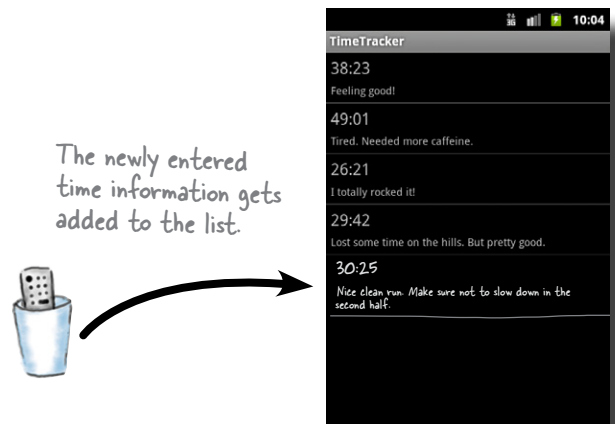 3G
10:04
TimeTracker
38:23
Feeling good!
49:01
Tired. Needed more caffeine.
26:21
I totally rocked it!
29:42
Lost some time on the hills. But pretty good.
30:25
Nice clean run. Make sure not to slow down in the
second half.
The newly entered
time information gets
added to the list.